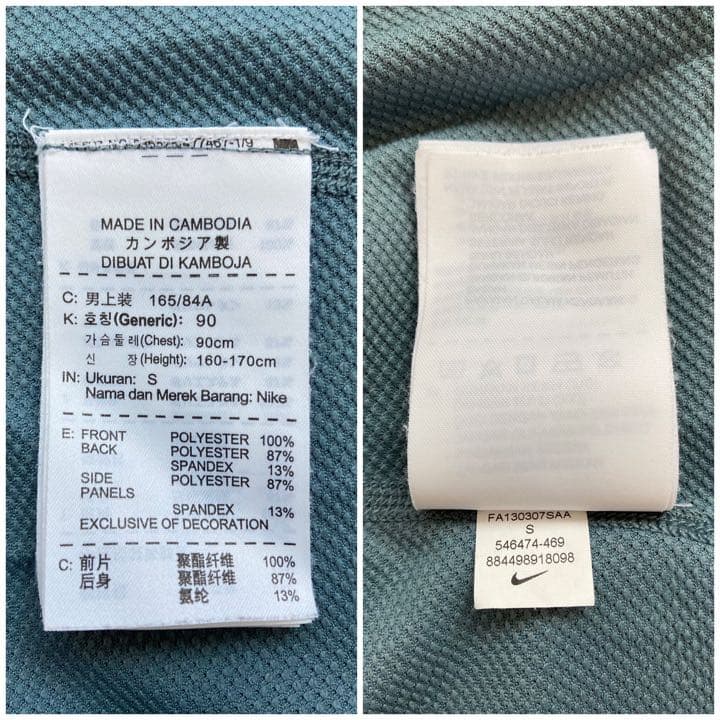 MADE IN CAMBODIA
カンボジア製
DIBUAT DI KAMBOJA
C: 男上装 165/84A
K: 호칭(Generic): 90
가슴둘레(Chest): 90cm
신 장(Height): 160-170cm
IN: Ukuran: S
Nama dan Merek Barang: Nike
E: FRONT POLYESTER 100%
BACK POLYESTER 87%
SPANDEX 13%
SIDE POLYESTER 87%
PANELS
SPANDEX 13%
EXCLUSIVE OF DECORATION
C: 前片 聚酯纤维 100%
后身 聚酯纤维 87%
氨纶 13%
FA130307SAA
S
546474-469
884498918098